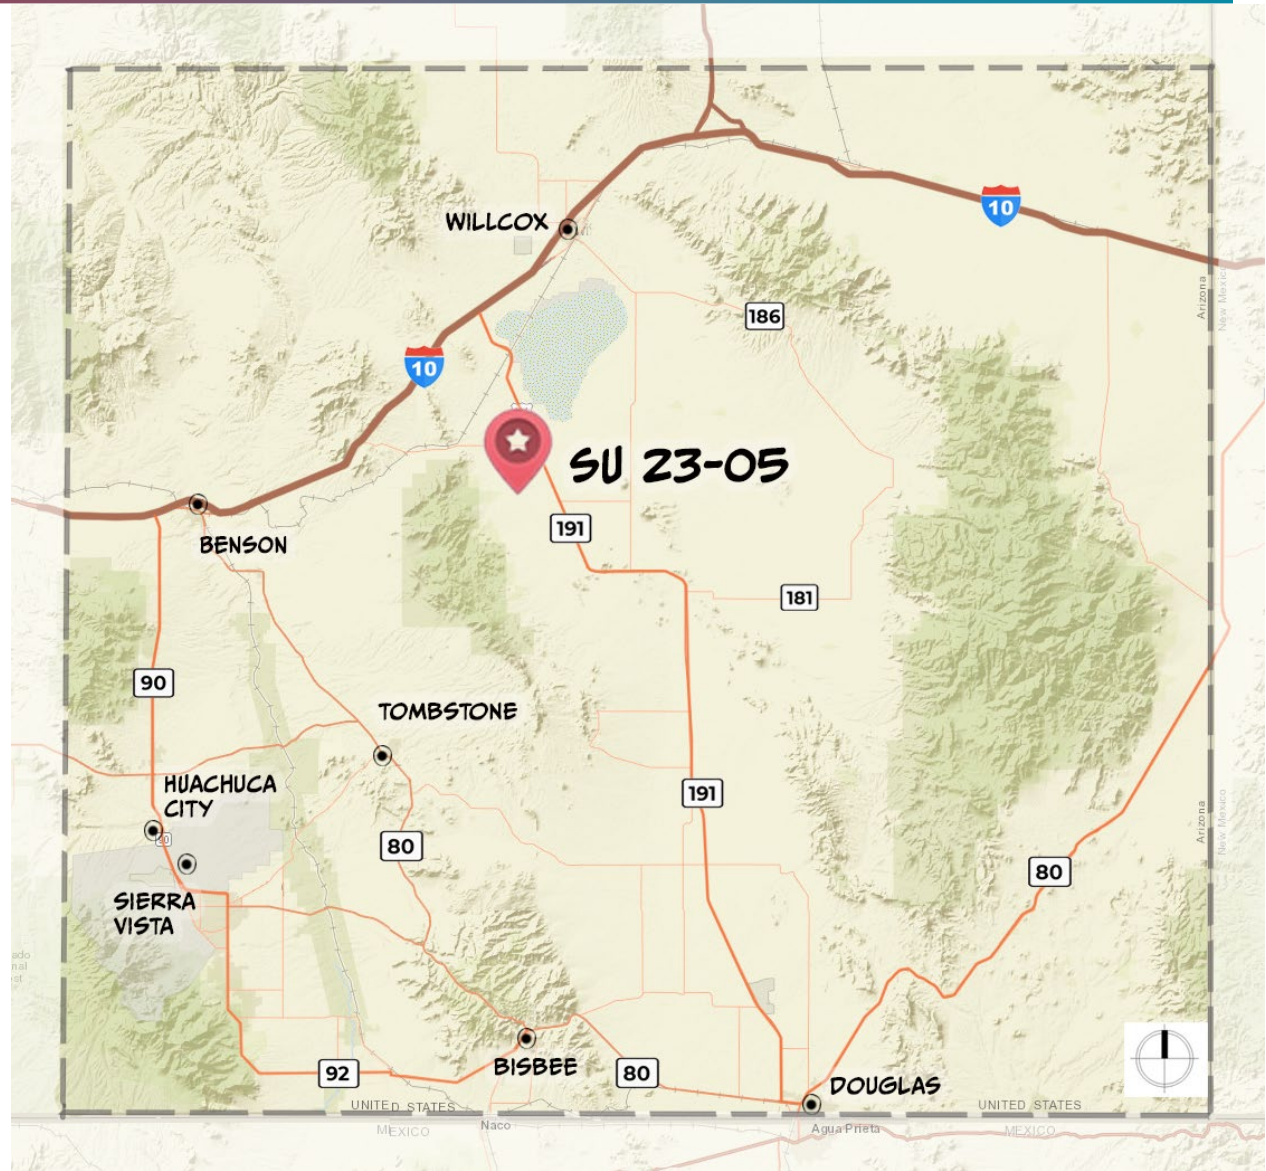 WILLCOX
10
Arizona
New Mexico
186
10
SU 23-05
191
BENSON
181
90
TOMBSTONE
HUACHUCA
CITY
90
191
80
Arizona
New Mexico
80
SIERRA
VISTA
92
BISBEE
80
DOUGLAS
UNITED STATES
UNITED STATES
MEXICO
Naco
Agua Prieta
MEXICO